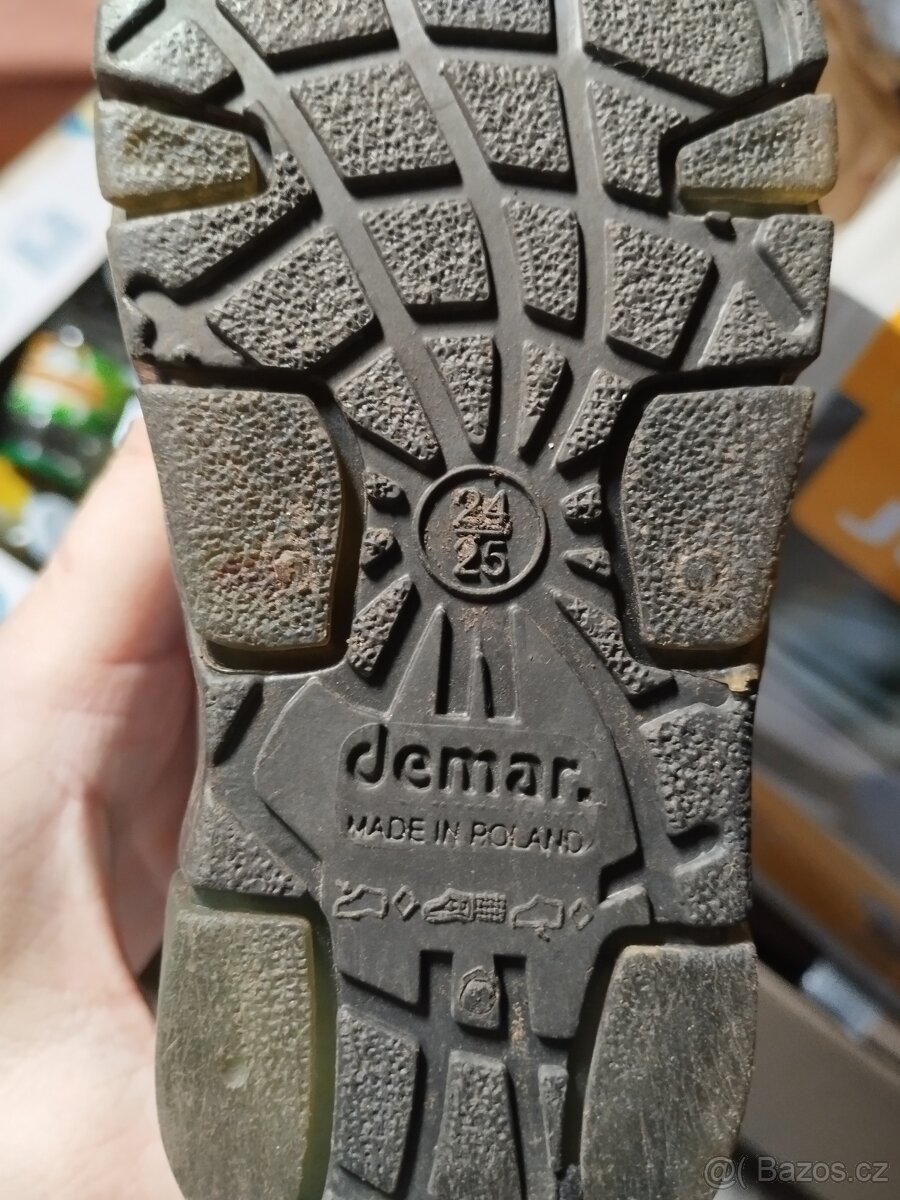 24
25
demar.
MADE IN POLAND
@( Bazos.cz